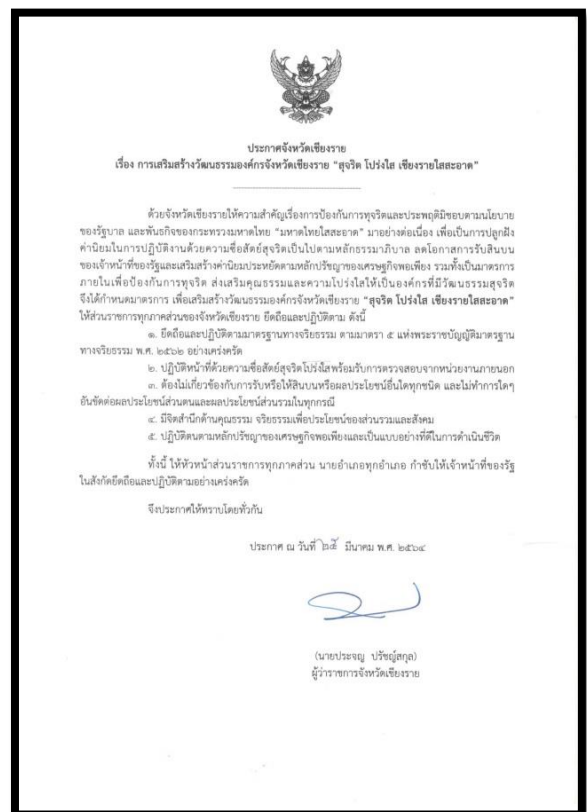 ประกาศจังหวัดเชียงราย
เรื่อง การเสริมสร้างวัฒนธรรมองค์กรจังหวัดเชียงราย "สุจริต โปร่งใส เชียงรายใสสะอาด"
ด้วยจังหวัดเชียงรายให้ความสำคัญเรื่องการป้องกันการทุจริตและประพฤติมิชอบตามนโยบาย
ของรัฐบาล และพันธกิจของกระทรวงมหาดไทย "มหาดไทยใสสะอาด" มาอย่างต่อเนื่อง เพื่อเป็นการปลูกฝัง
ค่านิยมในการปฏิบัติงานด้วยความซื่อสัตย์สุจริตเป็นไปตามหลักธรรมาภิบาล ลดโอกาสการรับสินบน
ของเจ้าหน้าที่ของรัฐและเสริมสร้างค่านิยมประหยัดตามหลักปรัชญาของเศรษฐกิจพอเพียง รวมทั้งเป็นมาตรการ
ภายในเพื่อป้องกันการทุจริต ส่งเสริมคุณธรรมและความโปร่งใสให้เป็นองค์กรที่มีวัฒนธรรมสุจริต
จึงได้กำหนดมาตรการ เพื่อเสริมสร้างวัฒนธรรมองค์กรจังหวัดเชียงราย "สุจริต โปร่งใส เชียงรายใสสะอาด"
ให้ส่วนราชการทุกภาคส่วนของจังหวัดเชียงราย ยึดถือและปฏิบัติตาม ดังนี้
๑. ยึดถือและปฏิบัติตามมาตรฐานทางจริยธรรม ตามมาตรา ๕ แห่งพระราชบัญญัติมาตรฐาน
ทางจริยธรรม พ.ศ. ๒๕๖๒ อย่างเคร่งครัด
๒. ปฏิบัติหน้าที่ด้วยความซื่อสัตย์สุจริตโปร่งใสพร้อมรับการตรวจสอบจากหน่วยงานภายนอก
๓. ต้องไม่เกี่ยวข้องกับการรับหรือให้สินบนหรือผลประโยชน์อื่นใดทุกชนิด และไม่ทำการใดๆ
อันขัดต่อผลประโยชน์ส่วนตนและผลประโยชน์ส่วนรวมในทุกกรณี
๔. มีจิตสำนึกด้านคุณธรรม จริยธรรมเพื่อประโยชน์ของส่วนรวมและสังคม
๕. ปฏิบัติตนตามหลักปรัชญาของเศรษฐกิจพอเพียงและเป็นแบบอย่างที่ดีในการดำเนินชีวิต
ทั้งนี้ ให้หัวหน้าส่วนราชการทุกภาคส่วน นายอำเภอทุกอำเภอ กำชับให้เจ้าหน้าที่ของรัฐ
ในสังกัดยึดถือและปฏิบัติตามอย่างเคร่งครัด
จึงประกาศให้ทราบโดยทั่วกัน
ประกาศ ณ วันที่ ๒๕ มีนาคม พ.ศ. ๒๕๖๔
(นายประจญ ปรัชญ์สกุล)
ผู้ว่าราชการจังหวัดเชียงราย